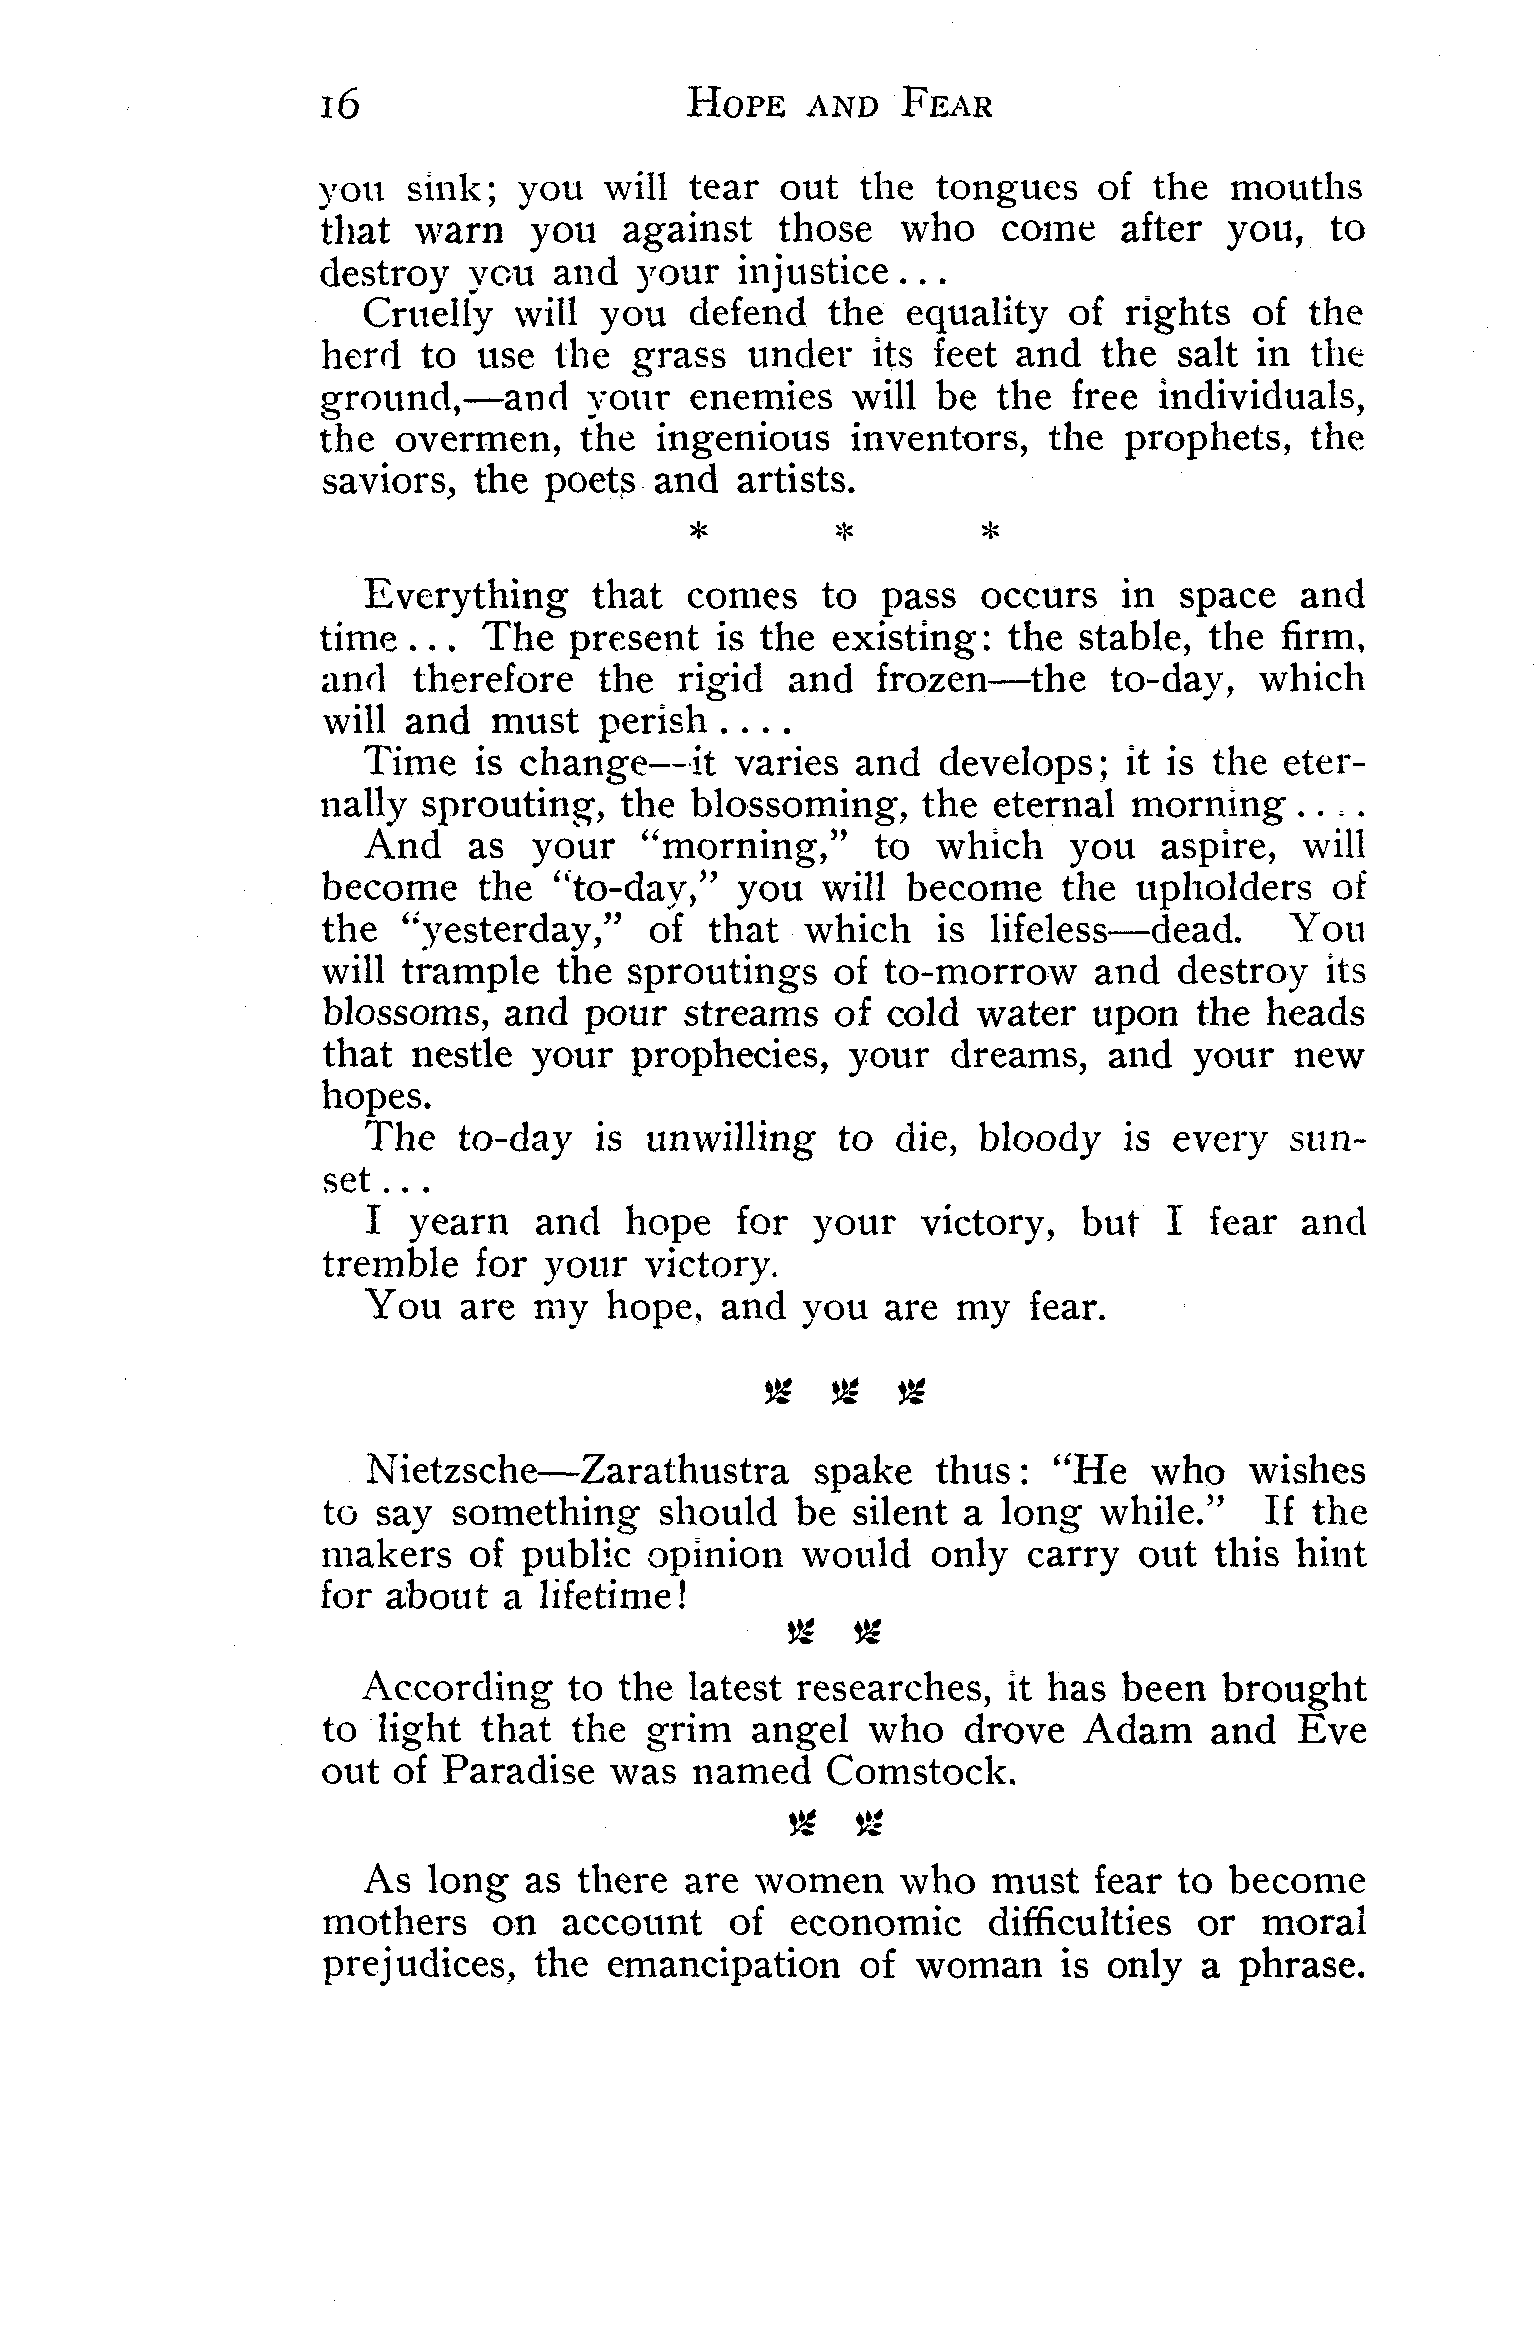 16 HOPE AND FEAR
you sink; you will tear out the tongues of the mouths
that warn you against those who come after you, to
destroy you and your injustice...
Cruelly will you defend the equality of rights of the
herd to use the grass under its feet and the salt in the
ground,—and your enemies will be the free individuals,
the overmen, the ingenious inventors, the prophets, the
saviors, the poets and artists.
* * *
Everything that comes to pass occurs in space and
time... The present is the existing: the stable, the firm,
and therefore the rigid and frozen—the to-day, which
will and must perish....
Time is change—it varies and develops; it is the eter-
nally sprouting, the blossoming, the eternal morning....
And as your "morning," to which you aspire, will
become the "to-day," you will become the upholders of
the "yesterday," of that which is lifeless—dead. You
will trample the sproutings of to-morrow and destroy its
blossoms, and pour streams of cold water upon the heads
that nestle your prophecies, your dreams, and your new
hopes.
The to-day is unwilling to die, bloody is every sun-
set...
I yearn and hope for your victory, but I fear and
tremble for your victory.
You are my hope, and you are my fear.
Nietzsche—Zarathustra spake thus: "He who wishes
to say something should be silent a long while." If the
makers of public opinion would only carry out this hint
for about a lifetime!
According to the latest researches, it has been brought
to light that the grim angel who drove Adam and Eve
out of Paradise was named Comstock.
As long as there are women who must fear to become
mothers on account of economic difficulties or moral
prejudices, the emancipation of woman is only a phrase.